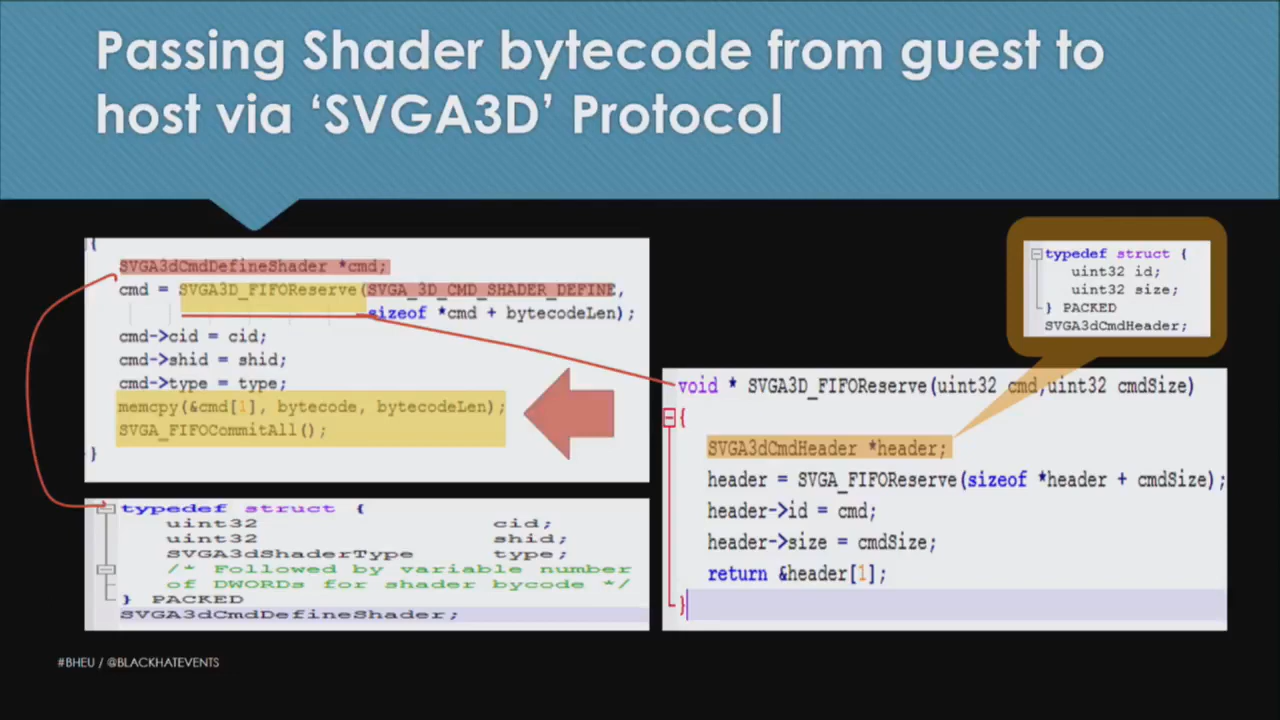 Passing Shader bytecode from guest to
host via ‘SVGA3D’ Protocol
{
SVGA3dCmdDefineShader *cmd;
cmd = SVGA3D_FIFOReserve(SVGA_3D_CMD_SHADER_DEFINE,
sizeof *cmd + bytecodeLen);
cmd->cid = cid;
cmd->shid = shid;
cmd->type = type;
memcpy(&cmd[1], bytecode, bytecodeLen);
SVGA_FIFOCommitAll();
}
typedef struct {
uint32 cid;
uint32 shid;
SVGA3dShaderType type;
/* Followed by variable number
of DWORDs for shader bycode */
} PACKED
SVGA3dCmdDefineShader;
typedef struct {
uint32 id;
uint32 size;
} PACKED
SVGA3dCmdHeader;
void * SVGA3D_FIFOReserve(uint32 cmd,uint32 cmdSize)
{
SVGA3dCmdHeader *header;
header = SVGA_FIFOReserve(sizeof *header + cmdSize);
header->id = cmd;
header->size = cmdSize;
return &header[1];
}
#BHEU / @BLACKHATEVENTS